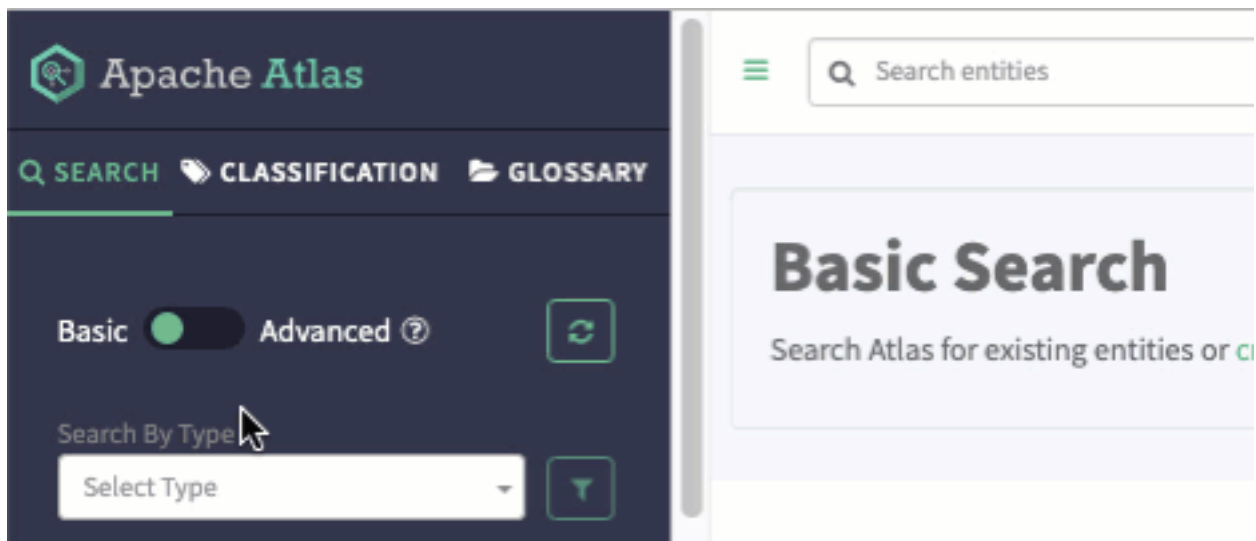 Apache Atlas
SEARCH CLASSIFICATION GLOSSARY
Basic Advanced
Search By Type
Select Type
Search entities
Basic Search
Search Atlas for existing entities or